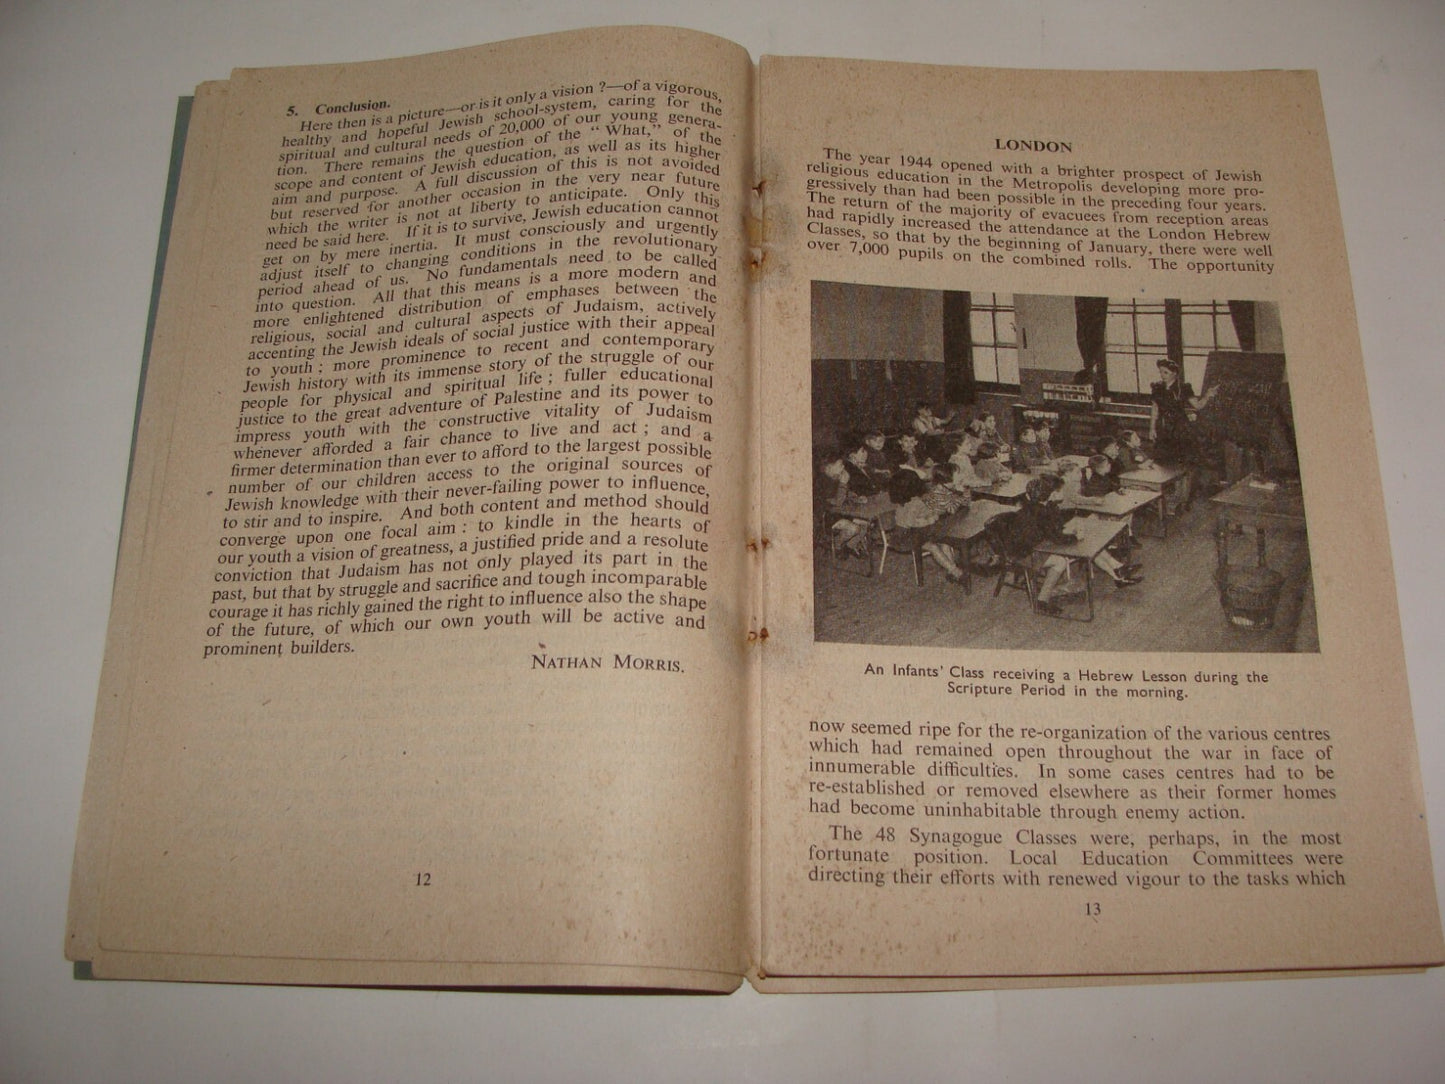 5. Conclusion.
Here then is a picture—or is it only a vision ?—of a vigorous,
healthy and hopeful Jewish school-system, caring for the
spiritual and cultural needs of 20,000 of our young genera-
tion. There remains the question of the " What," of the
scope and content of Jewish education, as well as its higher
aim and purpose. A full discussion of this is not avoided
but reserved for another occasion in the very near future
which the writer is not at liberty to anticipate. Only this
need be said here. If it is to survive, Jewish education cannot
get on by mere inertia. It must consciously and urgently
adjust itself to changing conditions in the revolutionary
period ahead of us. No fundamentals need to be called
into question. All that this means is a more modern and
more enlightened distribution of emphases between the
religious, social and cultural aspects of Judaism, actively
accenting the Jewish ideals of social justice with their appeal
to youth ; more prominence to recent and contemporary
Jewish history with its immense story of the struggle of our
people for physical and spiritual life ; fuller educational
justice to the great adventure of Palestine and its power to
impress youth with the constructive vitality of Judaism
whenever afforded a fair chance to live and act ; and a
firmer determination than ever to afford to the largest possible
number of our children access to the original sources of
Jewish knowledge with their never-failing power to influence,
to stir and to inspire. And both content and method should
converge upon one focal aim : to kindle in the hearts of
our youth a vision of greatness, a justified pride and a resolute
conviction that Judaism has not only played its part in the
past, but that by struggle and sacrifice and tough incomparable
courage it has richly gained the right to influence also the shape
of the future, of which our own youth will be active and
prominent builders.
NATHAN MORRIS.
12
LONDON
The year 1944 opened with a brighter prospect of Jewish
religious education in the Metropolis developing more pro-
gressively than had been possible in the preceding four years.
The return of the majority of evacuees from reception areas
had rapidly increased the attendance at the London Hebrew
Classes, so that by the beginning of January, there were well
over 7,000 pupils on the combined rolls. The opportunity
An Infants' Class receiving a Hebrew Lesson during the
Scripture Period in the morning.
now seemed ripe for the re-organization of the various centres
which had remained open throughout the war in face of
innumerable difficulties. In some cases centres had to be
re-established or removed elsewhere as their former homes
had become uninhabitable through enemy action.
The 48 Synagogue Classes were, perhaps, in the most
fortunate position. Local Education Committees were
directing their efforts with renewed vigour to the tasks which
13